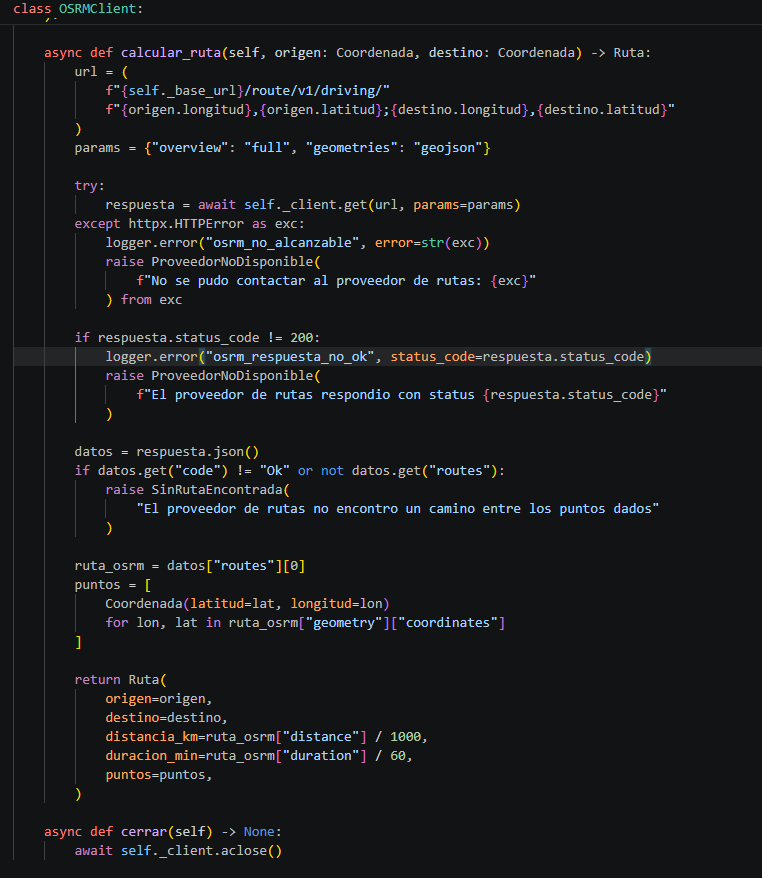 class OSRMClient:
    async def calcular_ruta(self, origen: Coordenada, destino: Coordenada) -> Ruta:
        url = (
            f"{self._base_url}/route/v1/driving/"
            f"{origen.longitud},{origen.latitud};{destino.longitud},{destino.latitud}"
        )
        params = {"overview": "full", "geometries": "geojson"}

        try:
            respuesta = await self._client.get(url, params=params)
        except httpx.HTTPError as exc:
            logger.error("osrm_no_alcanzable", error=str(exc))
            raise ProveedorNoDisponible(
                f"No se pudo contactar al proveedor de rutas: {exc}"
            ) from exc

        if respuesta.status_code != 200:
            logger.error("osrm_respuesta_no_ok", status_code=respuesta.status_code)
            raise ProveedorNoDisponible(
                f"El proveedor de rutas respondio con status {respuesta.status_code}"
            )

        datos = respuesta.json()
        if datos.get("code") != "Ok" or not datos.get("routes"):
            raise SinRutaEncontrada(
                "El proveedor de rutas no encontro un camino entre los puntos dados"
            )

        ruta_osrm = datos["routes"][0]
        puntos = [
            Coordenada(latitud=lat, longitud=lon)
            for lon, lat in ruta_osrm["geometry"]["coordinates"]
        ]

        return Ruta(
            origen=origen,
            destino=destino,
            distancia_km=ruta_osrm["distance"] / 1000,
            duracion_min=ruta_osrm["duration"] / 60,
            puntos=puntos,
        )

    async def cerrar(self) -> None:
        await self._client.aclose()